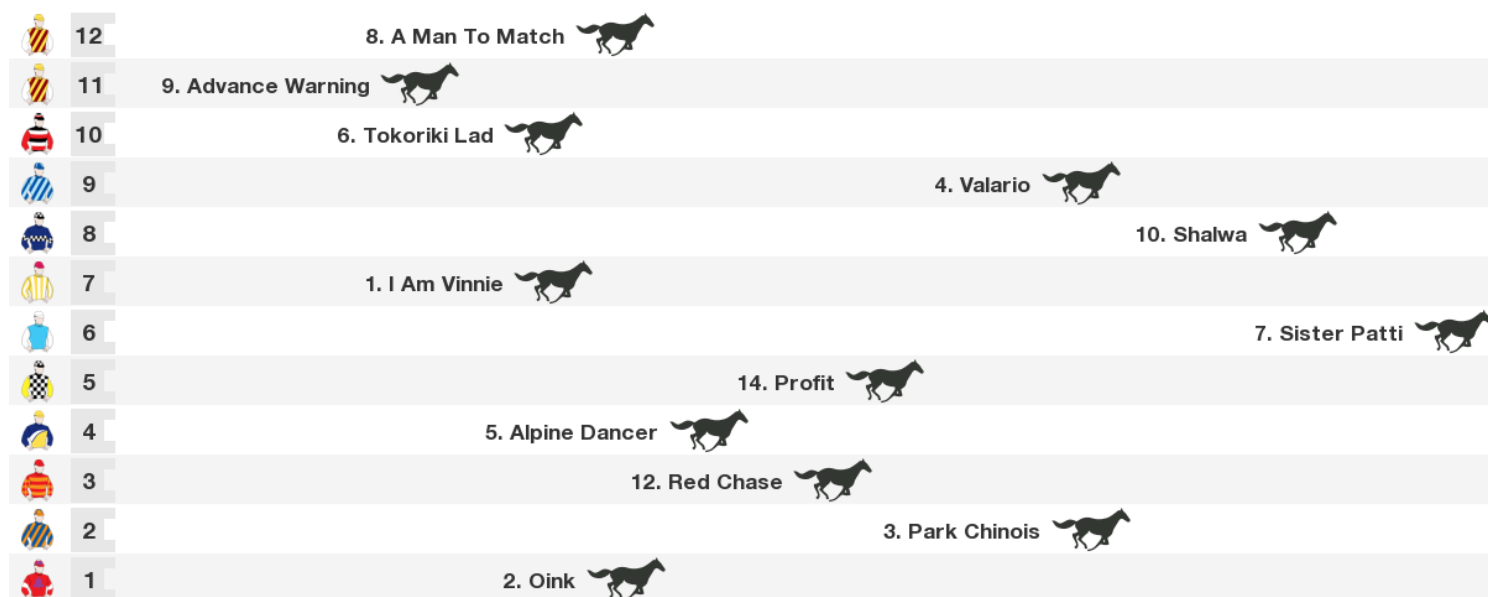 12 8. A Man To Match
11 9. Advance Warning
10 6. Tokoriki Lad
9 4. Valario
8 10. Shalwa
7 1. I Am Vinnie
6 7. Sister Patti
5 14. Profit
4 5. Alpine Dancer
3 12. Red Chase
2 3. Park Chinois
1 2. Oink